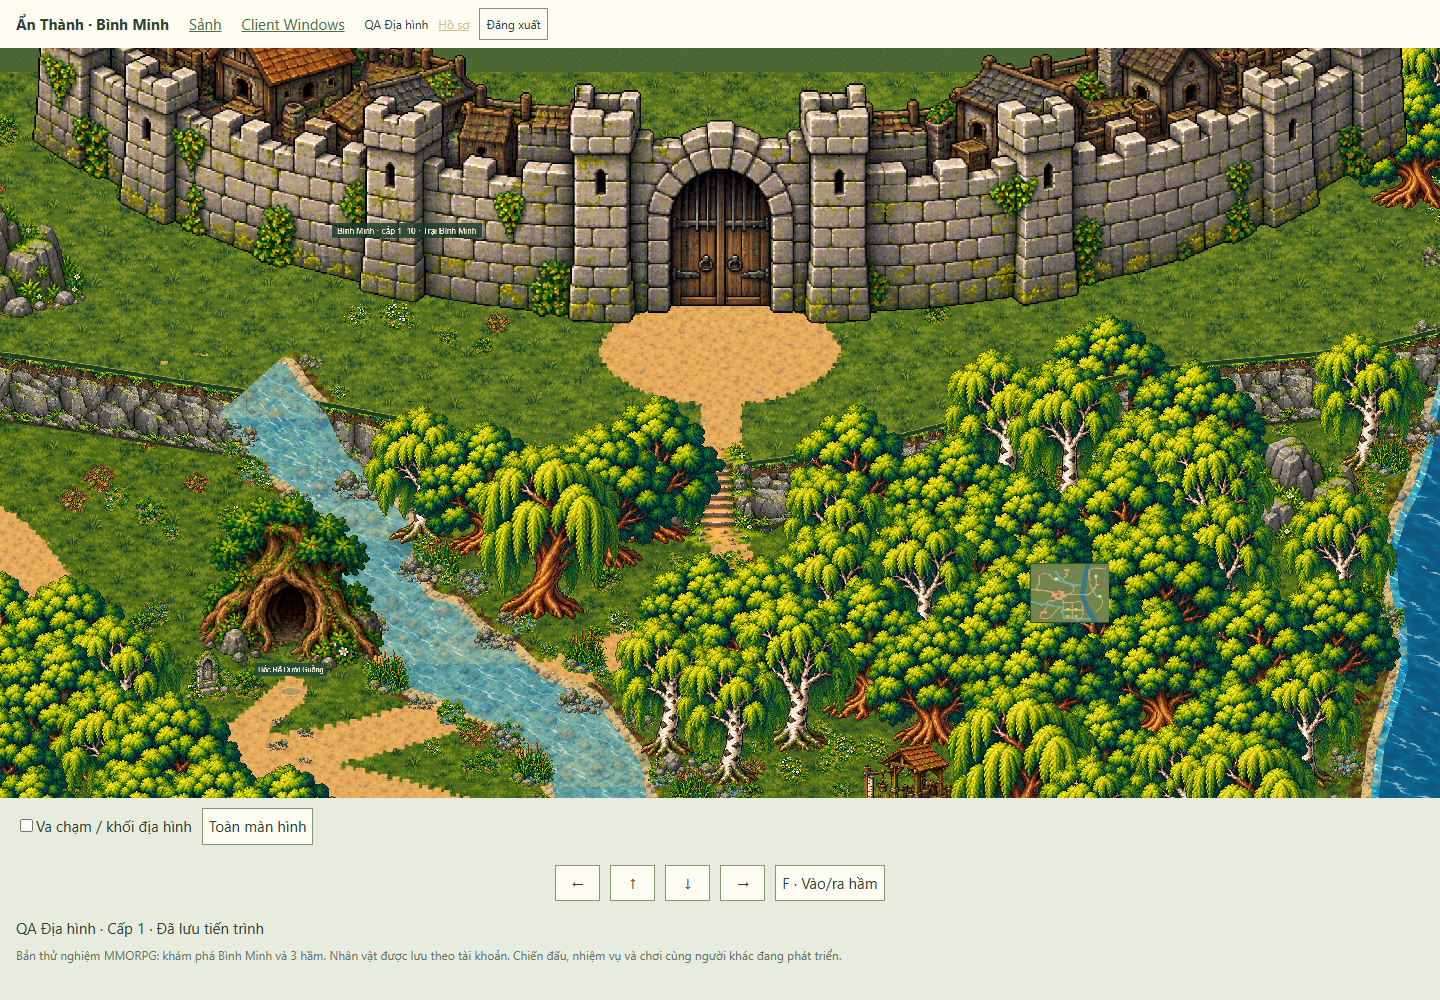 Ẩn Thành · Bình Minh Sảnh Client Windows QA Địa hình Hồ sơ Đăng xuất
Bình Minh · cấp 1 10 · Trại Bình Minh
Va chạm / khối địa hình Toàn màn hình
← ↑ ↓ → F · Vào/ra hầm
QA Địa hình · Cấp 1 · Đã lưu tiến trình
Bản thử nghiệm MMORPG: khám phá Bình Minh và 3 hầm. Nhân vật được lưu theo tài khoản. Chiến đấu, nhiệm vụ và chơi cùng người khác đang phát triển.